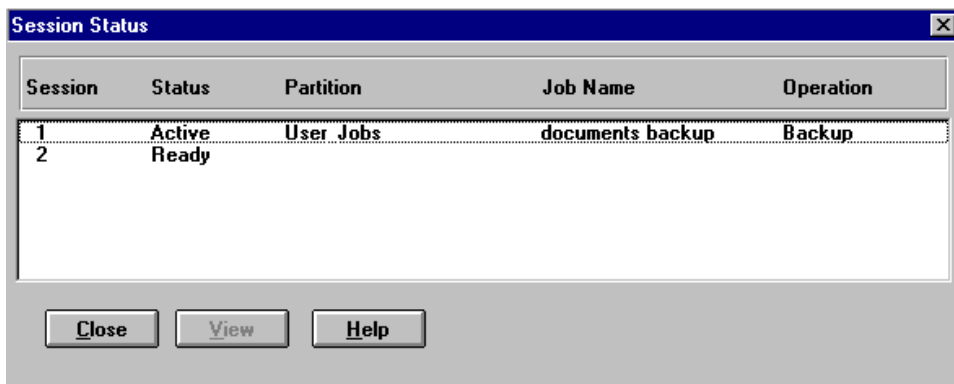 Session Status
Session Status Partition Job Name Operation
1 Active User Jobs documents backup Backup
2 Ready
Close View Help